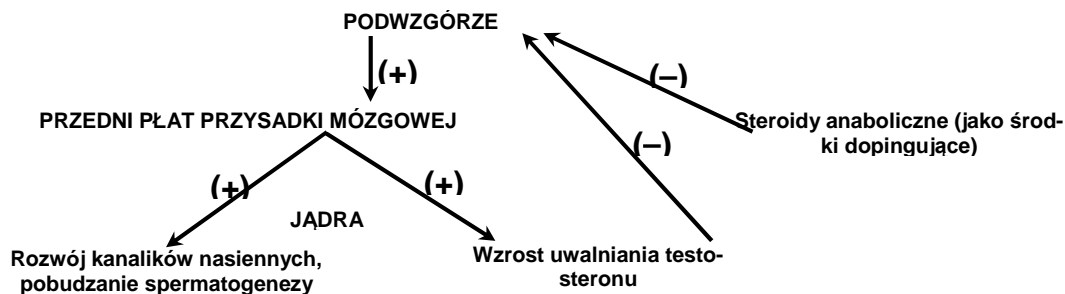 PODWZGÓRZE
(+)
(–)
PRZEDNI PŁAT PRZYSADKI MÓZGOWEJ
Steroidy anaboliczne (jako środ-
ki dopingujące)
(–)
(+)
(+)
JĄDRA
Rozwój kanalików nasiennych,
pobudzanie spermatogenezy
Wzrost uwalniania testo-
steronu